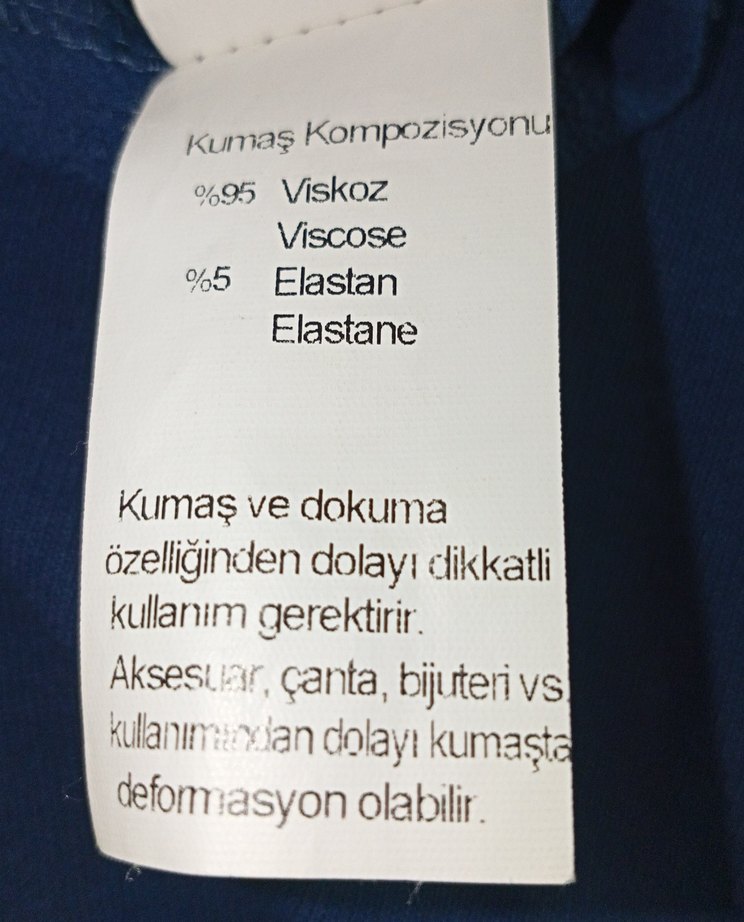 Kumaş Kompozisyonu
%95 Viskoz
Viscose
%5 Elastan
Elastane
Kumaş ve dokuma
özelliğinden dolayı dikkatli
kullanım gerektirir.
Aksesuar, çanta, bijuteri vs
kullanımından dolayı kumaşta
deformasyon olabilir.